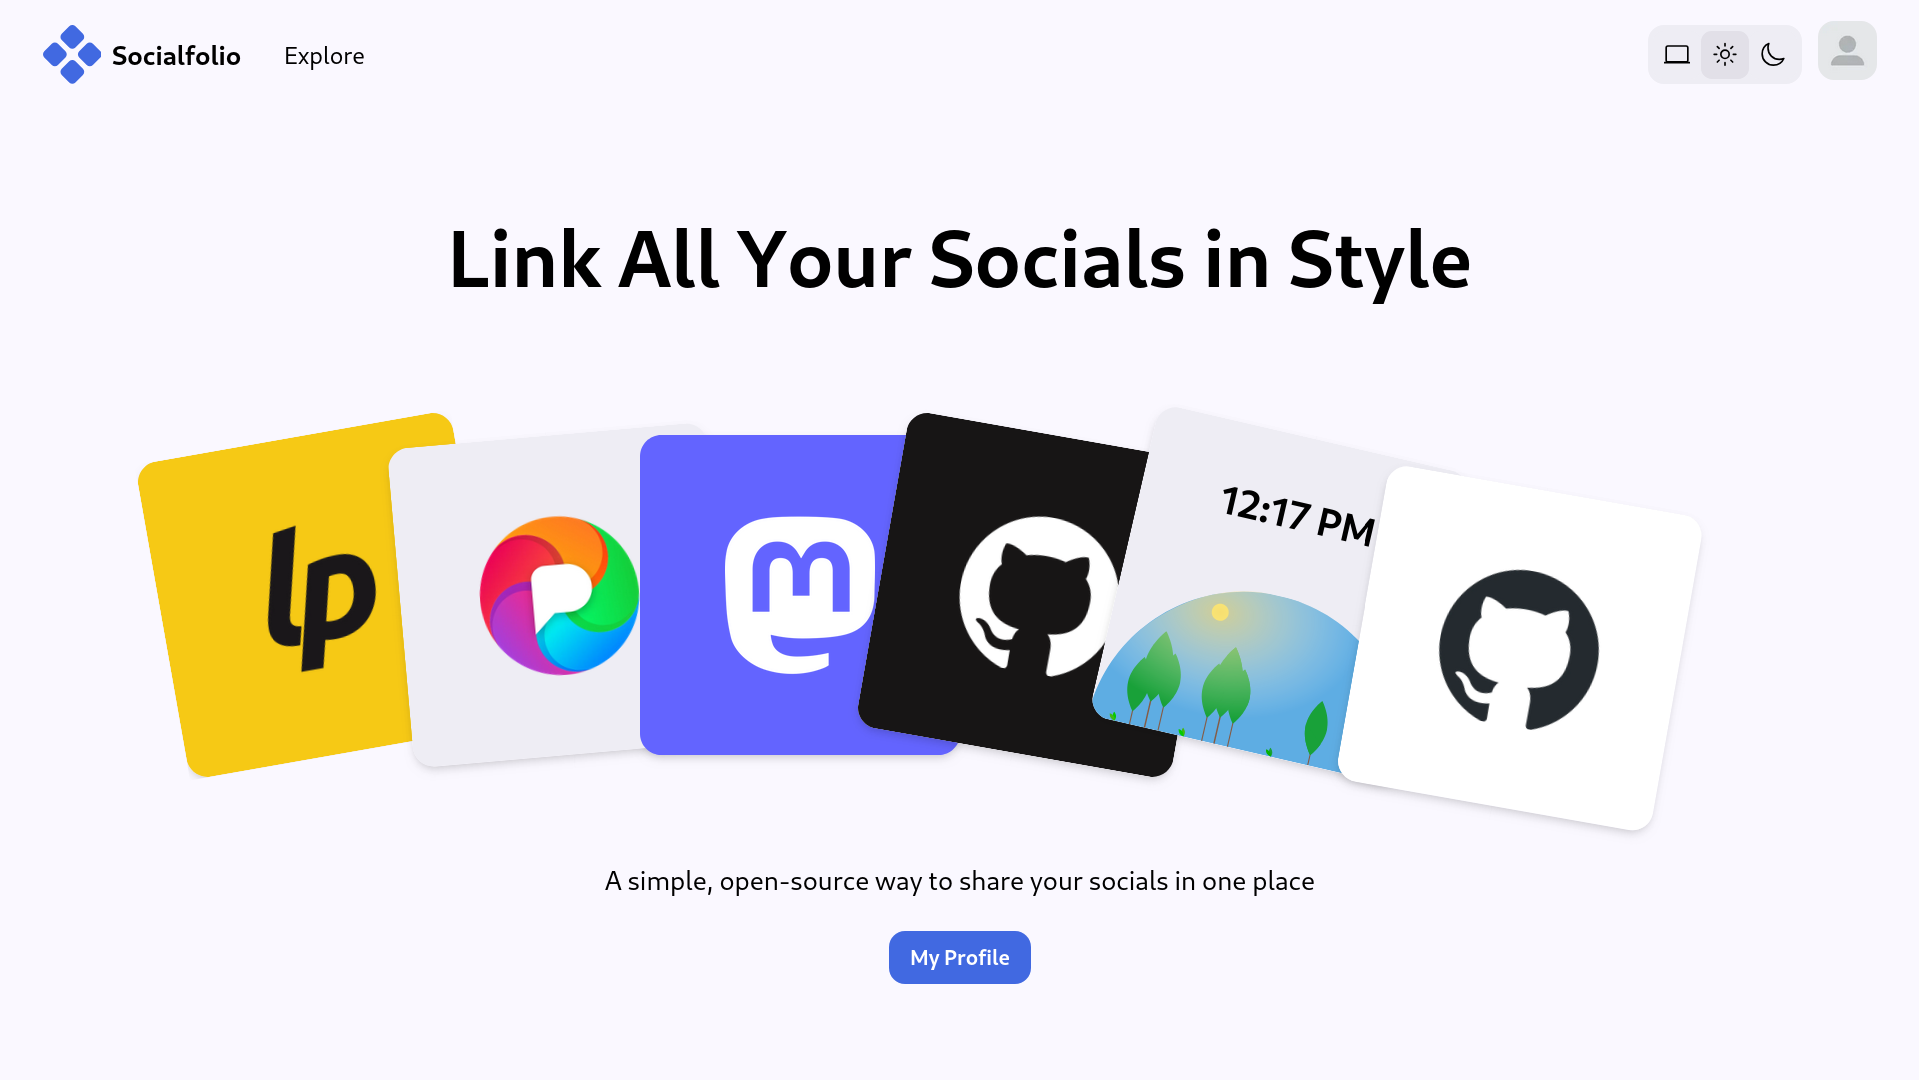 Socialfolio
Explore
Link All Your Socials in Style
lp
12:17 PM
A simple, open-source way to share your socials in one place
My Profile